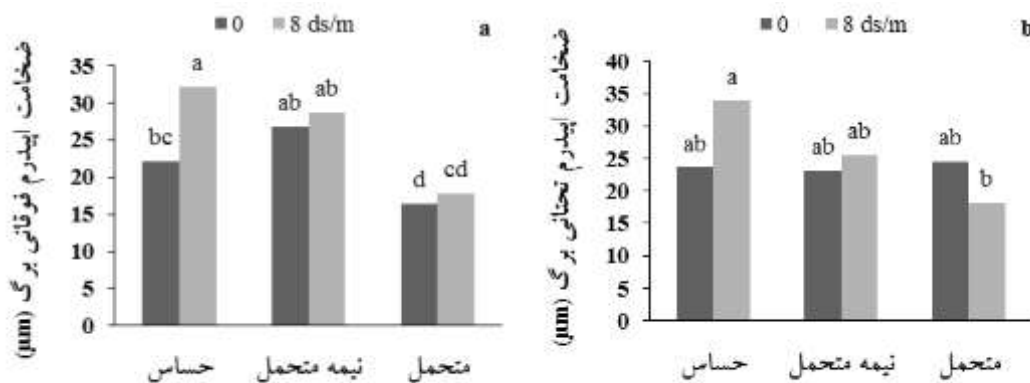 0 8 ds/m
a
ضخامت اپیدرم فوقانی برگ (µm)
35
30
25
20
15
10
5
0
bc a
ab ab
d cd
حساس نیمه متحمل متحمل
0 8 ds/m
b
ضخامت اپیدرم تحتانی برگ (µm)
40
35
30
25
20
15
10
5
0
ab a
ab ab
ab b
حساس نیمه متحمل متحمل